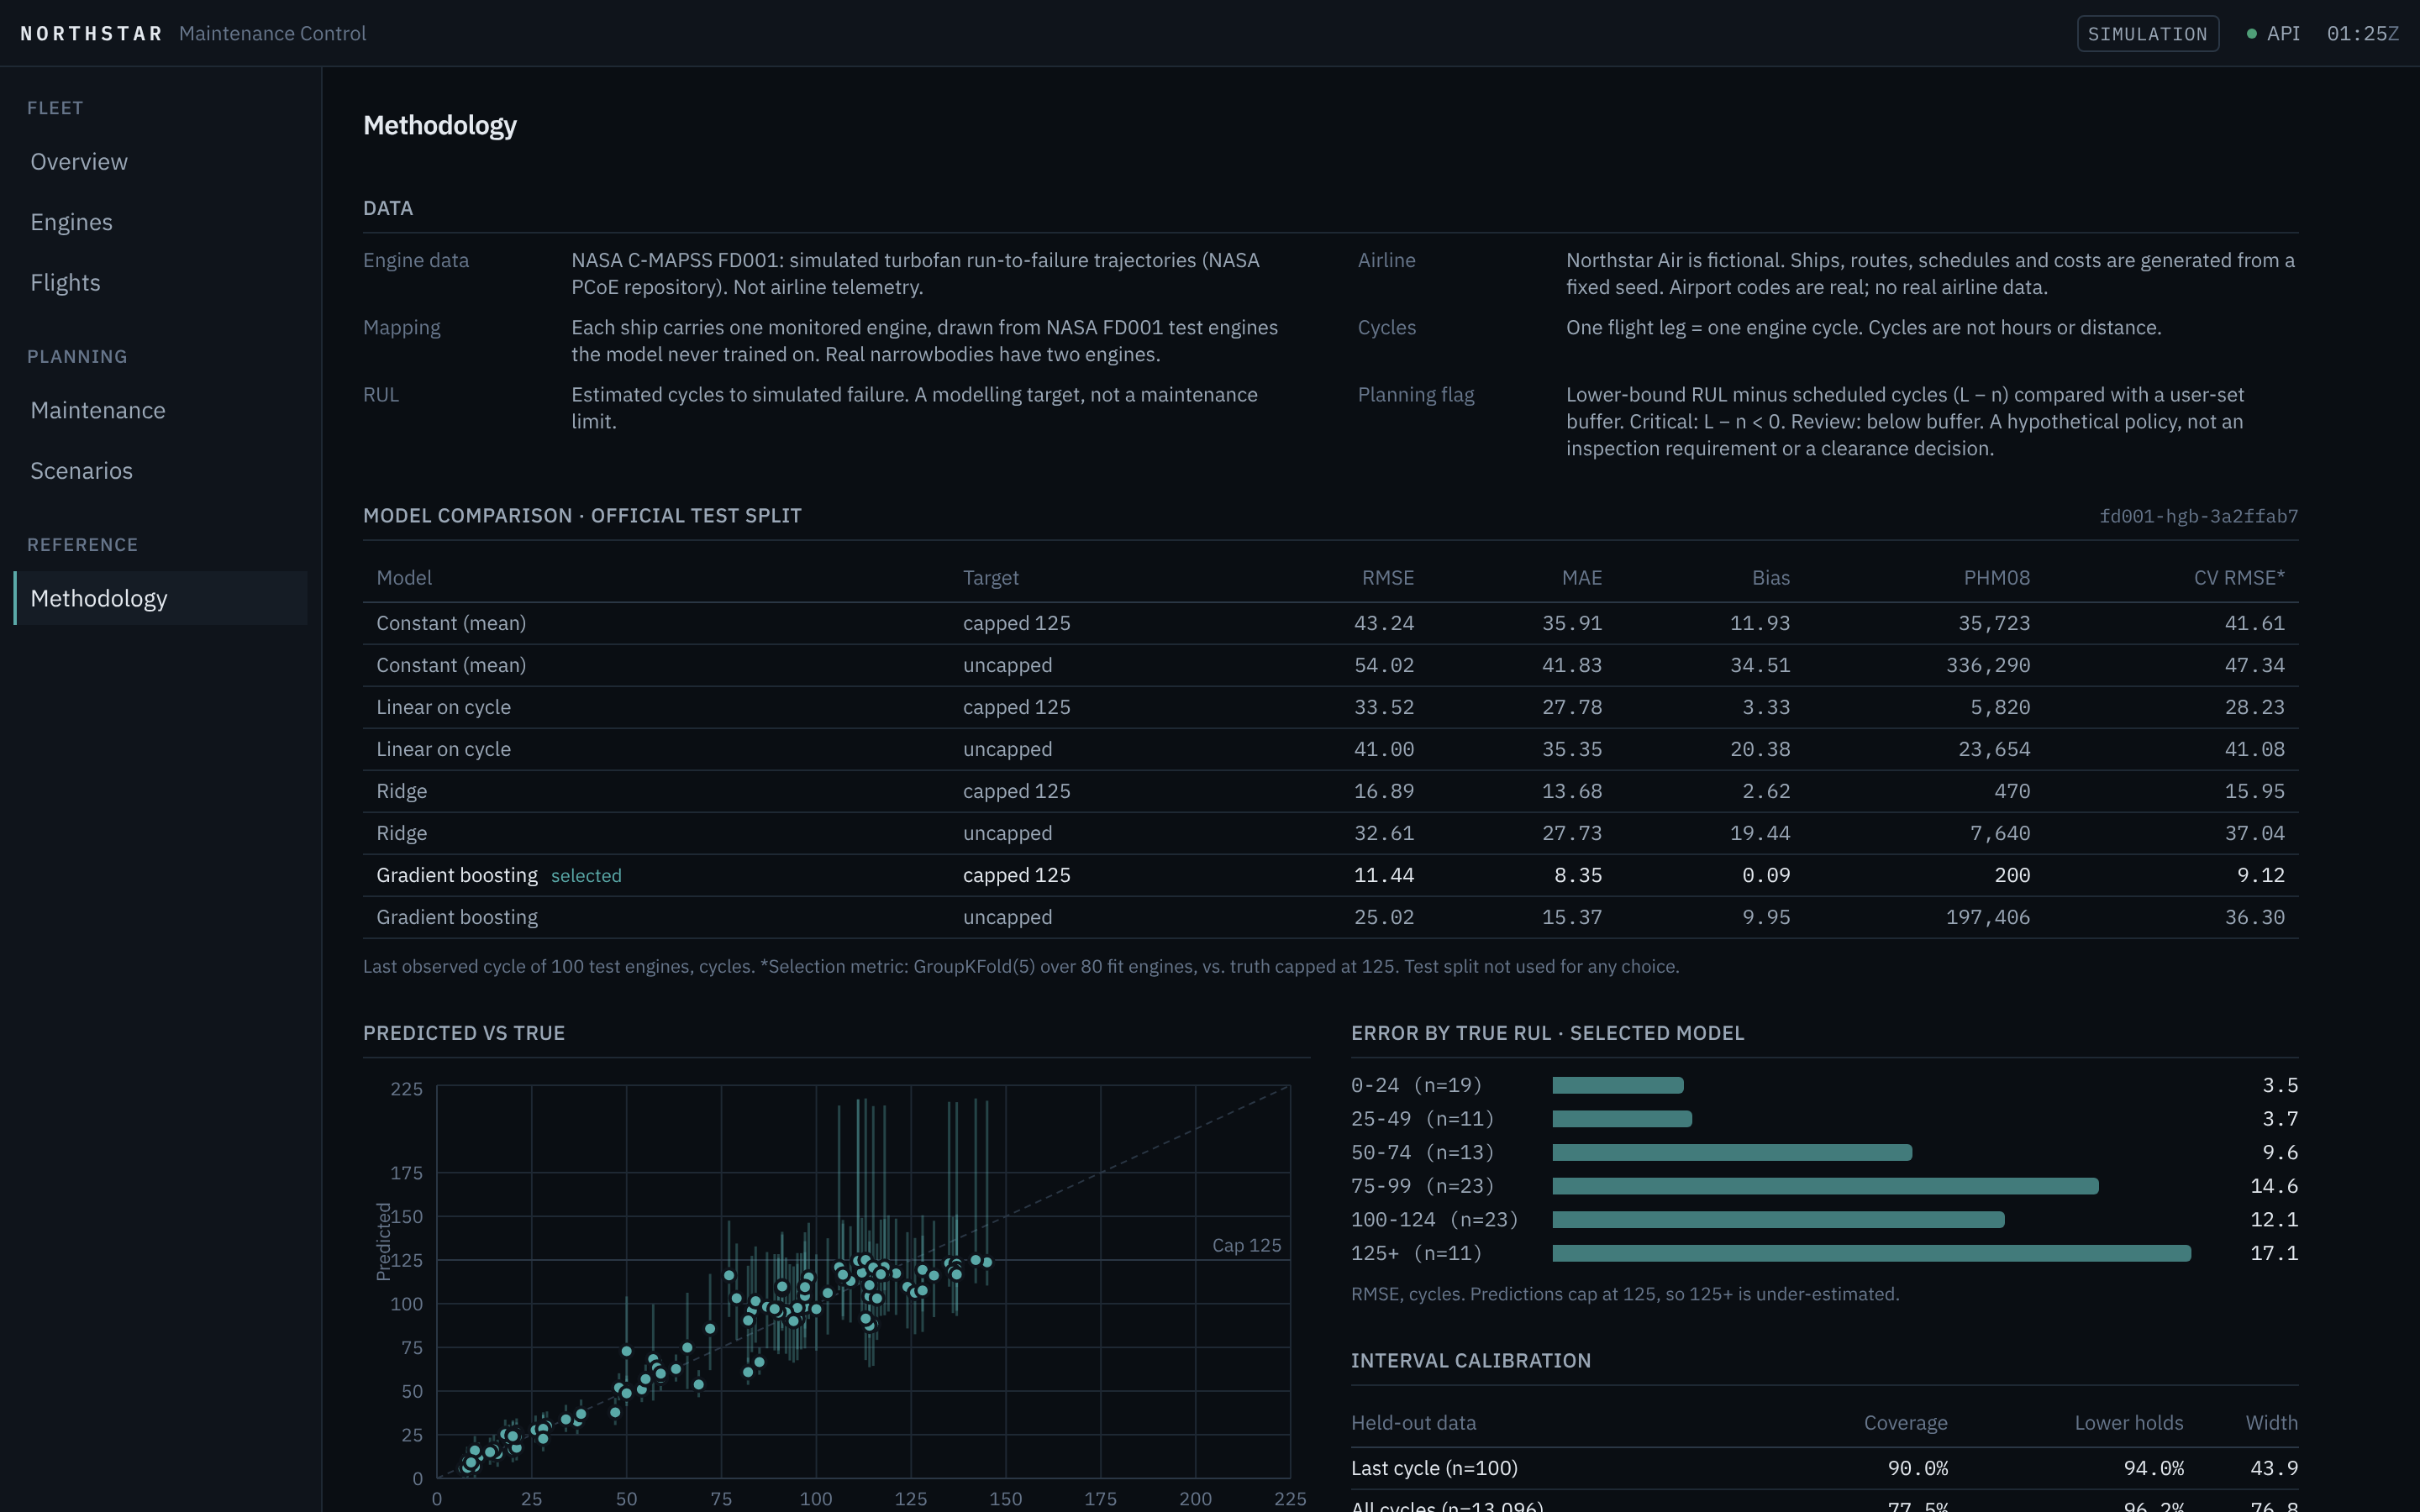 NORTHSTAR Maintenance Control
SIMULATION
API
01:25Z
FLEET
Overview
Engines
Flights
PLANNING
Maintenance
Scenarios
REFERENCE
Methodology
Methodology
DATA
Engine data
NASA C-MAPSS FD001: simulated turbofan run-to-failure trajectories (NASA
PCoE repository). Not airline telemetry.
Airline
Northstar Air is fictional. Ships, routes, schedules and costs are generated from a
fixed seed. Airport codes are real; no real airline data.
Mapping
Each ship carries one monitored engine, drawn from NASA FD001 test engines
the model never trained on. Real narrowbodies have two engines.
Cycles
One flight leg = one engine cycle. Cycles are not hours or distance.
RUL
Estimated cycles to simulated failure. A modelling target, not a maintenance
limit.
Planning flag
Lower-bound RUL minus scheduled cycles (L − n) compared with a user-set
buffer. Critical: L − n < 0. Review: below buffer. A hypothetical policy, not an
inspection requirement or a clearance decision.
MODEL COMPARISON · OFFICIAL TEST SPLIT
fd001-hgb-3a2ffab7
Model Target RMSE MAE Bias PHM08 CV RMSE*
Constant (mean) capped 125 43.24 35.91 11.93 35,723 41.61
Constant (mean) uncapped 54.02 41.83 34.51 336,290 47.34
Linear on cycle capped 125 33.52 27.78 3.33 5,820 28.23
Linear on cycle uncapped 41.00 35.35 20.38 23,654 41.08
Ridge capped 125 16.89 13.68 2.62 470 15.95
Ridge uncapped 32.61 27.73 19.44 7,640 37.04
Gradient boosting selected capped 125 11.44 8.35 0.09 200 9.12
Gradient boosting uncapped 25.02 15.37 9.95 197,406 36.30
Last observed cycle of 100 test engines, cycles. *Selection metric: GroupKFold(5) over 80 fit engines, vs. truth capped at 125. Test split not used for any choice.
PREDICTED VS TRUE
225
175
150
125
100
75
50
25
0
Predicted
Cap 125
0 25 50 75 100 125 150 175 200 225
ERROR BY TRUE RUL · SELECTED MODEL
0-24 (n=19) 3.5
25-49 (n=11) 3.7
50-74 (n=13) 9.6
75-99 (n=23) 14.6
100-124 (n=23) 12.1
125+ (n=11) 17.1
RMSE, cycles. Predictions cap at 125, so 125+ is under-estimated.
INTERVAL CALIBRATION
Held-out data Coverage Lower holds Width
Last cycle (n=100) 90.0% 94.0% 43.9
All cycles (n=13,096) 77.5% 96.2% 76.8